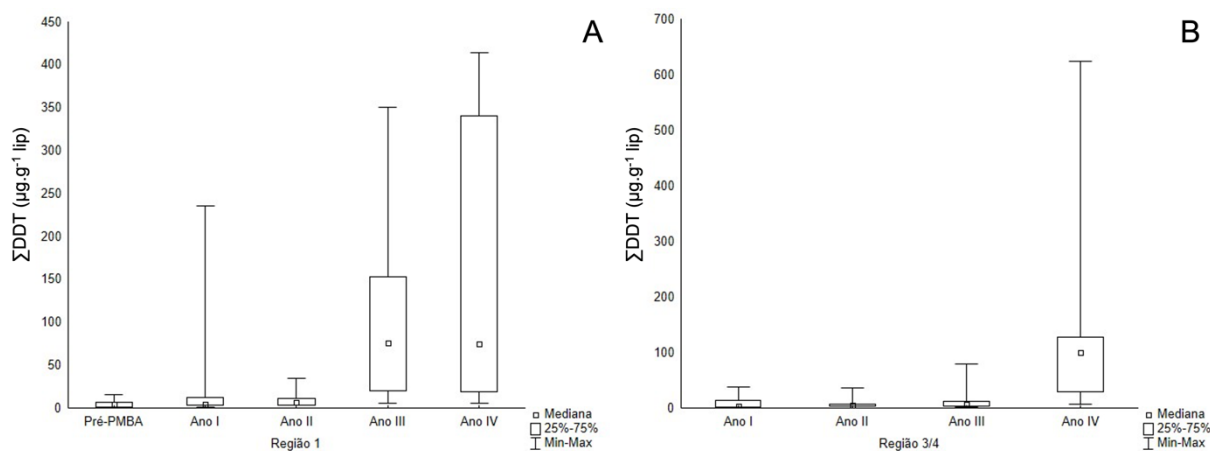 A
450
400
350
300
250
200
150
100
50
0
∑DDT (µg.g⁻¹ lip)
Pré-PMBA Ano I Ano II Ano III Ano IV
Região 1
Mediana
25%-75%
Min-Max
B
700
600
500
400
300
200
100
0
∑DDT (µg.g⁻¹ lip)
Ano I Ano II Ano III Ano IV
Região 3/4
Mediana
25%-75%
Min-Max